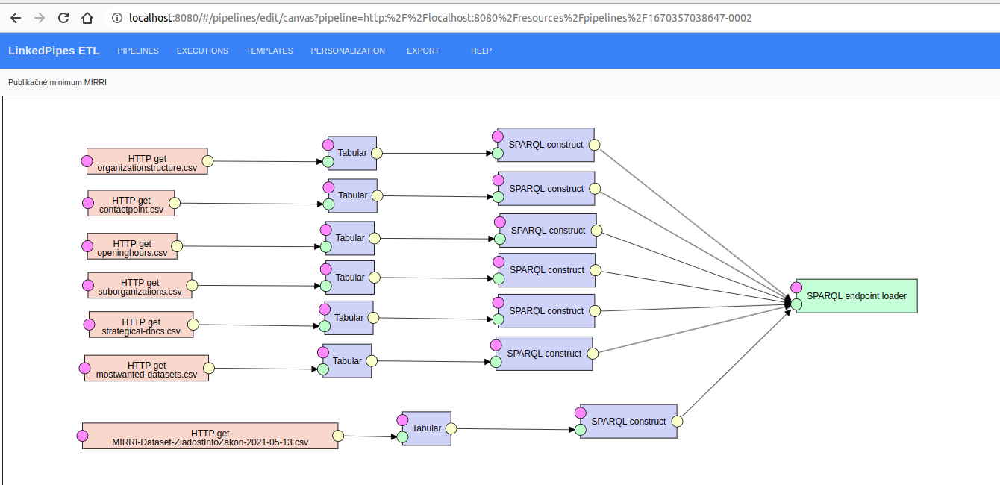 localhost:8080/#/pipelines/edit/canvas?pipeline=http:%2F%2Flocalhost:8080%2Fresources%2Fpipelines%2F1670357038647-0002
LinkedPipes ETL PIPELINES EXECUTIONS TEMPLATES PERSONALIZATION EXPORT HELP
Publikačné minimum MIRRI
HTTP get
organizationstructure.csv
Tabular
SPARQL construct
HTTP get
contactpoint.csv
Tabular
SPARQL construct
HTTP get
openinghours.csv
Tabular
SPARQL construct
HTTP get
suborganizations.csv
Tabular
SPARQL construct
SPARQL endpoint loader
HTTP get
strategical-docs.csv
Tabular
SPARQL construct
HTTP get
mostwanted-datasets.csv
Tabular
SPARQL construct
HTTP get
MIRRI-Dataset-ZiadostInfoZakon-2021-05-13.csv
Tabular
SPARQL construct